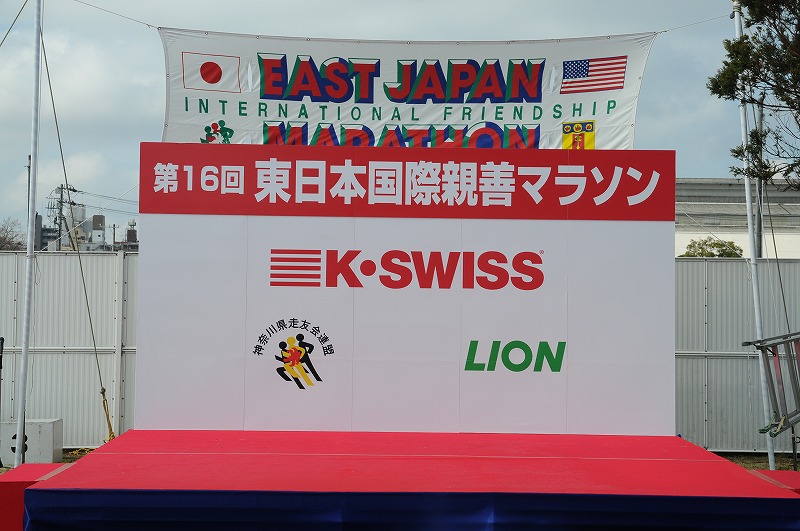 EAST JAPAN
INTERNATIONAL FRIENDSHIP
MARATHON
第16回 東日本国際親善マラソン
K•SWISS®
神奈川県走友会連盟
LION